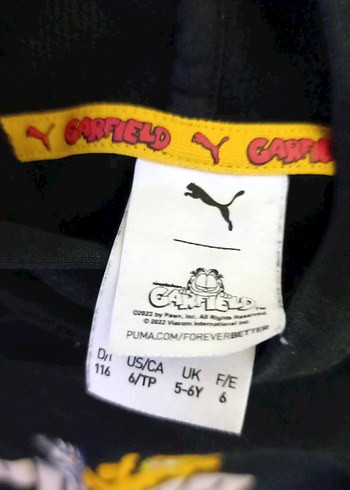 GARFIELD GARFI
GARFIELD
©2022 by Paws, Inc. All Rights Reserved.
© 2022 Viacom International Inc.
PUMA.COM/FOREVERBETTER
US/CA UK F/E
116 6/TP 5-6Y 6